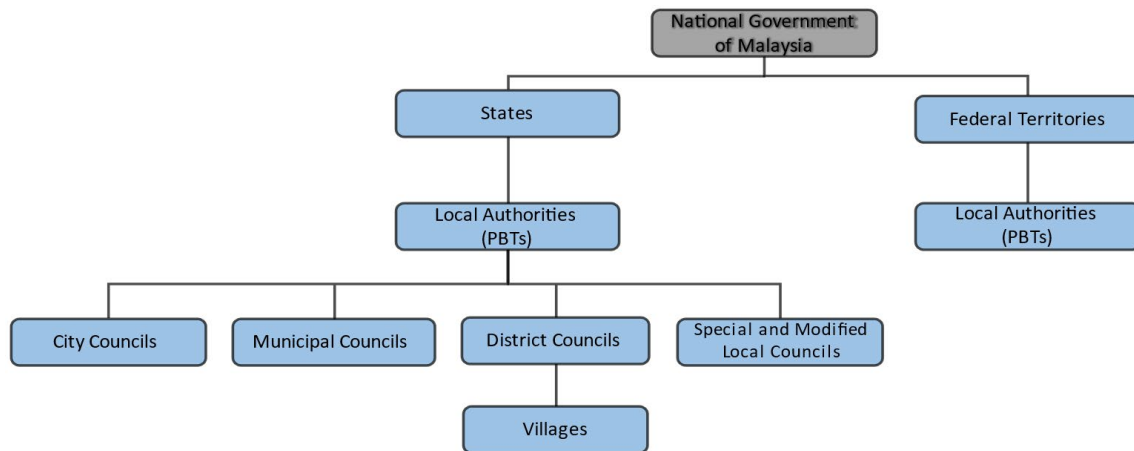 National Government
of Malaysia
States
Federal Territories
Local Authorities
(PBTs)
Local Authorities
(PBTs)
City Councils
Municipal Councils
District Councils
Special and Modified
Local Councils
Villages